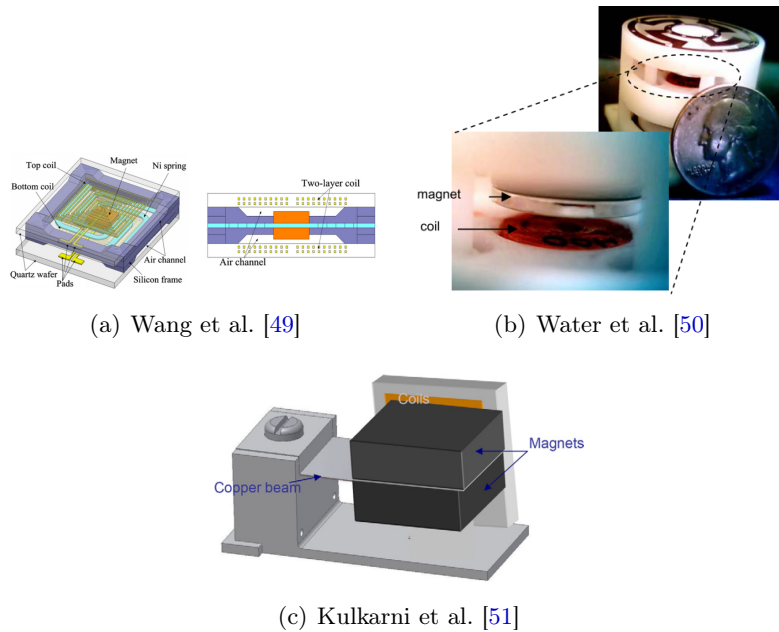 Magnet
Ni spring
Top coil
Bottom coil
Two-layer coil
Air channel
Quartz wafer
Pads
Silicon frame
Air channel
magnet
coil
(a) Wang et al. [49]
(b) Water et al. [50]
Coils
Magnets
Copper beam
(c) Kulkarni et al. [51]